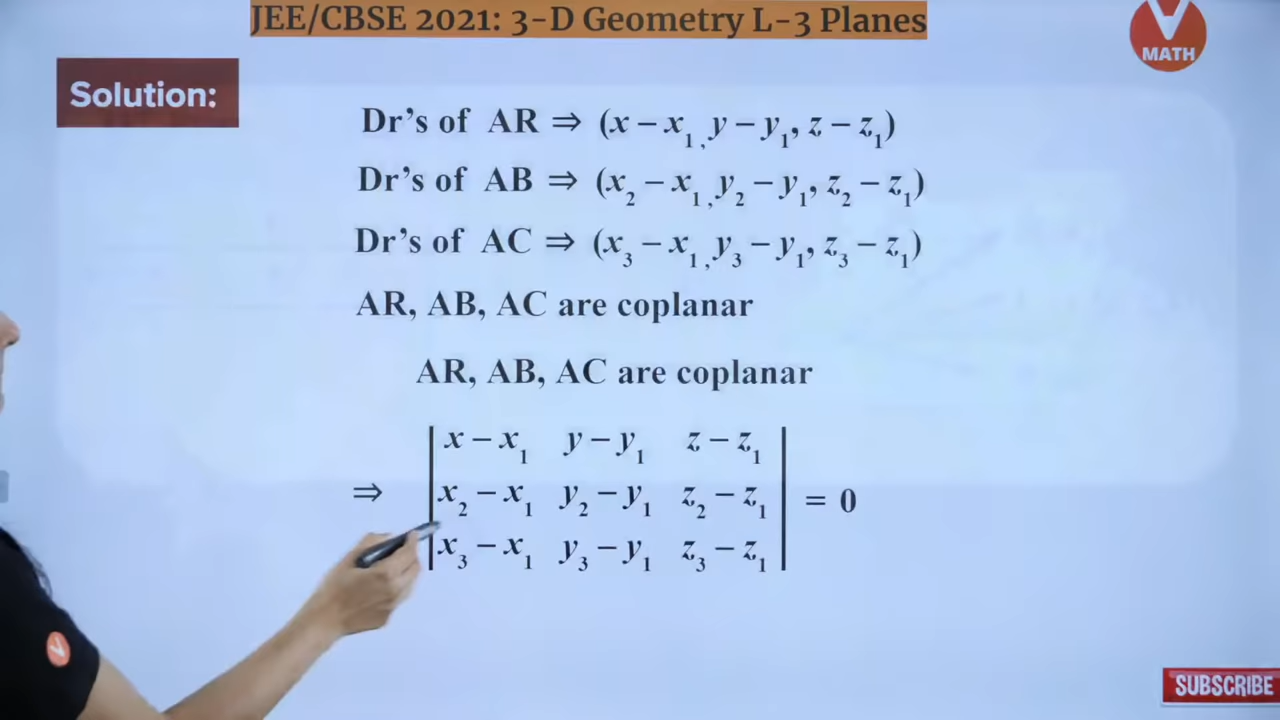 JEE/CBSE 2021: 3-D Geometry L-3 Planes
MATH
Solution:
Dr's of AR ⇒ (x − x₁, y − y₁, z − z₁)
Dr's of AB ⇒ (x₂ − x₁, y₂ − y₁, z₂ − z₁)
Dr's of AC ⇒ (x₃ − x₁, y₃ − y₁, z₃ − z₁)
AR, AB, AC are coplanar
AR, AB, AC are coplanar
| x − x₁ y − y₁ z − z₁ |
⇒ | x₂ − x₁ y₂ − y₁ z₂ − z₁ | = 0
| x₃ − x₁ y₃ − y₁ z₃ − z₁ |
SUBSCRIBE